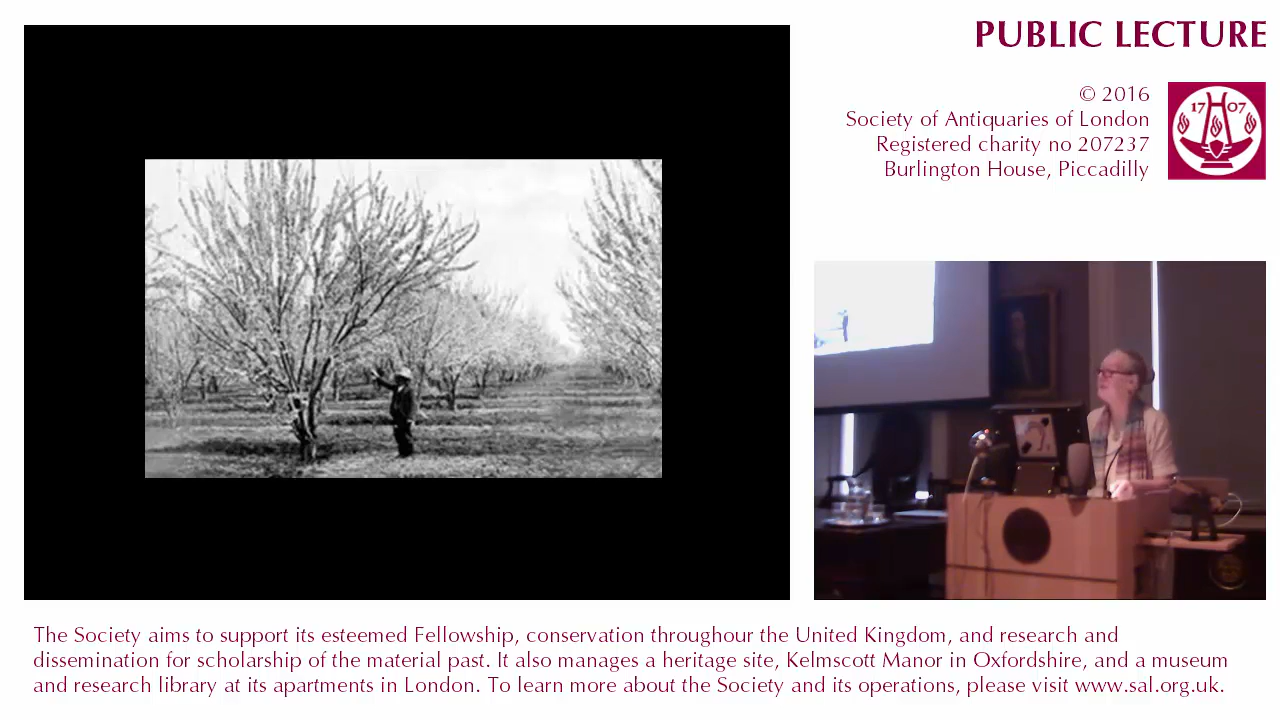 PUBLIC LECTURE
© 2016
Society of Antiquaries of London
Registered charity no 207237
Burlington House, Piccadilly
17 07
The Society aims to support its esteemed Fellowship, conservation throughour the United Kingdom, and research and
dissemination for scholarship of the material past. It also manages a heritage site, Kelmscott Manor in Oxfordshire, and a museum
and research library at its apartments in London. To learn more about the Society and its operations, please visit www.sal.org.uk.